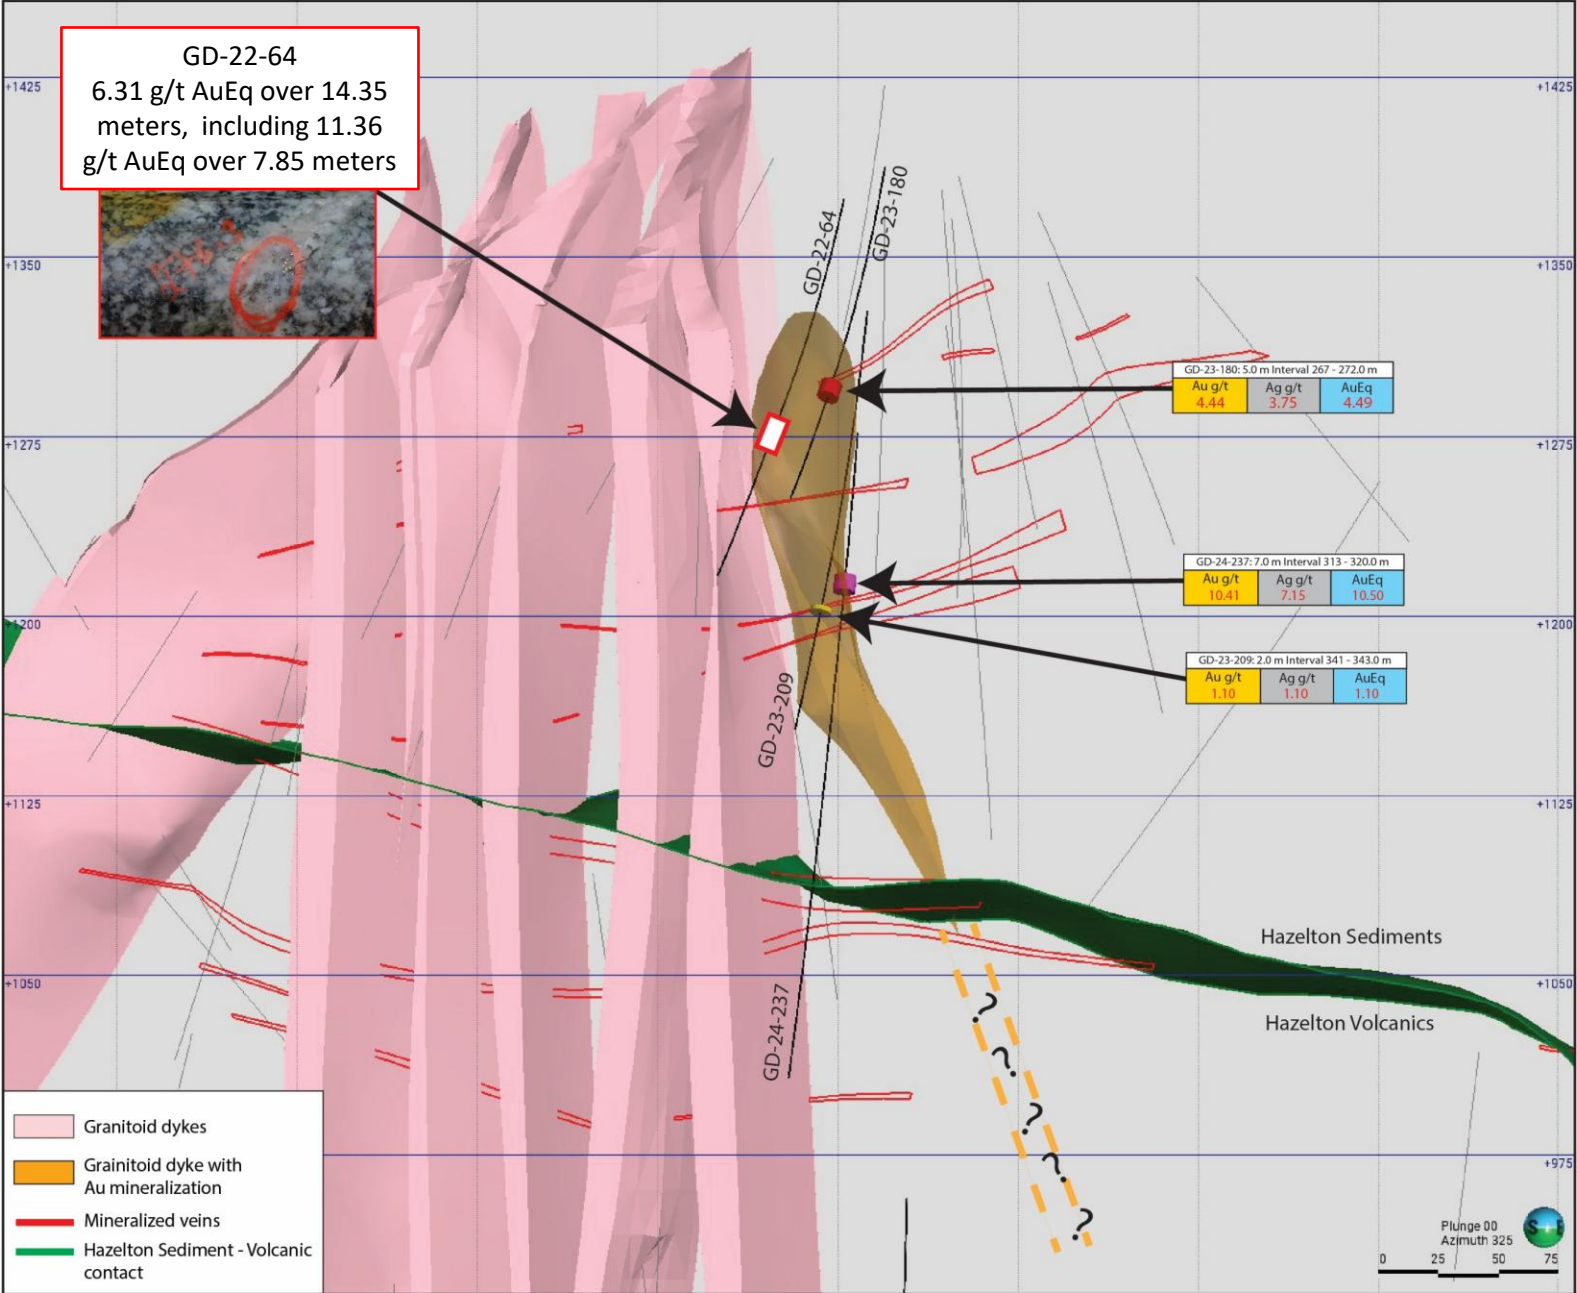 GD-22-64
6.31 g/t AuEq over 14.35
meters, including 11.36
g/t AuEq over 7.85 meters
+1425
+1425
+1350
+1350
+1275
+1275
+1200
+1200
+1125
+1125
+1050
+1050
+975
GD-22-64
GD-23-180
GD-23-209
GD-24-237
GD-23-180: 5.0 m Interval 267 - 272.0 m
Au g/t Ag g/t AuEq
4.44 3.75 4.49
GD-24-237: 7.0 m Interval 313 - 320.0 m
Au g/t Ag g/t AuEq
10.41 7.15 10.50
GD-23-209: 2.0 m Interval 341 - 343.0 m
Au g/t Ag g/t AuEq
1.10 1.10 1.10
Hazelton Sediments
Hazelton Volcanics
?
?
?
?
?
Granitoid dykes
Grainitoid dyke with
Au mineralization
Mineralized veins
Hazelton Sediment - Volcanic
contact
Plunge 00
Azimuth 325
S E
0 25 50 75